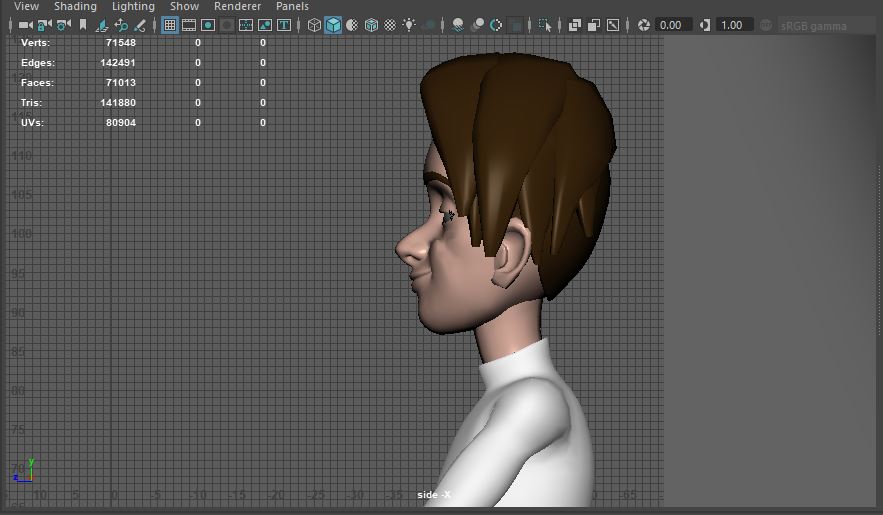 View Shading Lighting Show Renderer Panels
0.00 1.00 sRGB gamma
Verts: 71548 0 0
Edges: 142491 0 0
Faces: 71013 0 0
Tris: 141880 0 0
UVs: 80904 0 0
110
105
100
95
90
85
80
75
70
y
z
10 5 0 -5 -10 -15 -20 -25 -30 -35 side -X -65